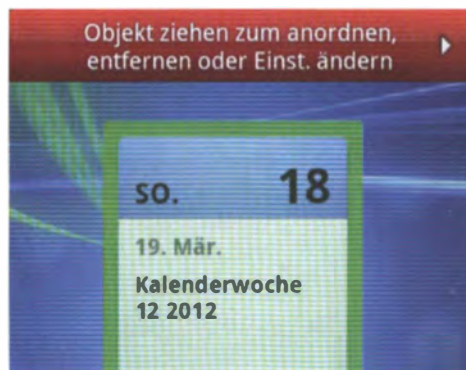 Objekt ziehen zum anordnen,
entfernen oder Einst. ändern
SO. 18
19. Mär.
Kalenderwoche
12 2012